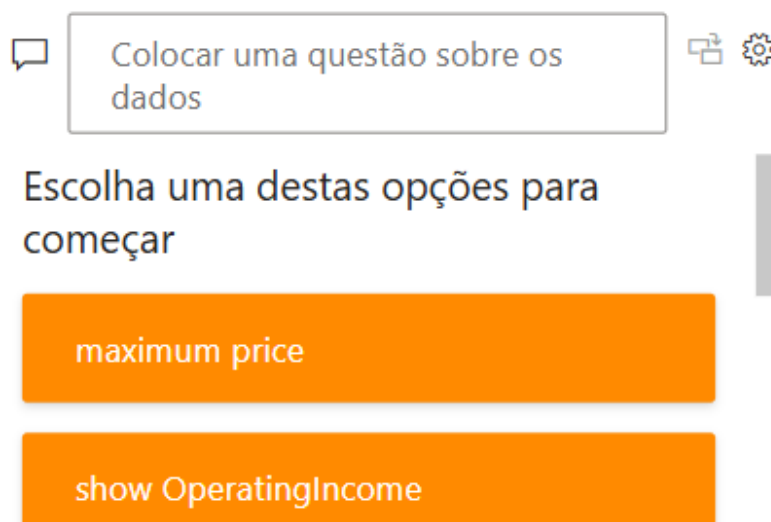 Colocar uma questão sobre os
dados
Escolha uma destas opções para
começar
maximum price
show OperatingIncome